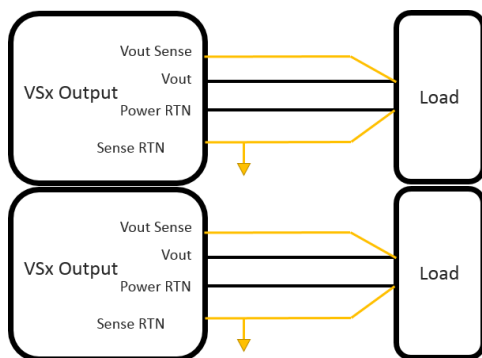 Vout Sense
Vout
VSx Output
Power RTN
Sense RTN
Load
Vout Sense
Vout
VSx Output
Power RTN
Sense RTN
Load